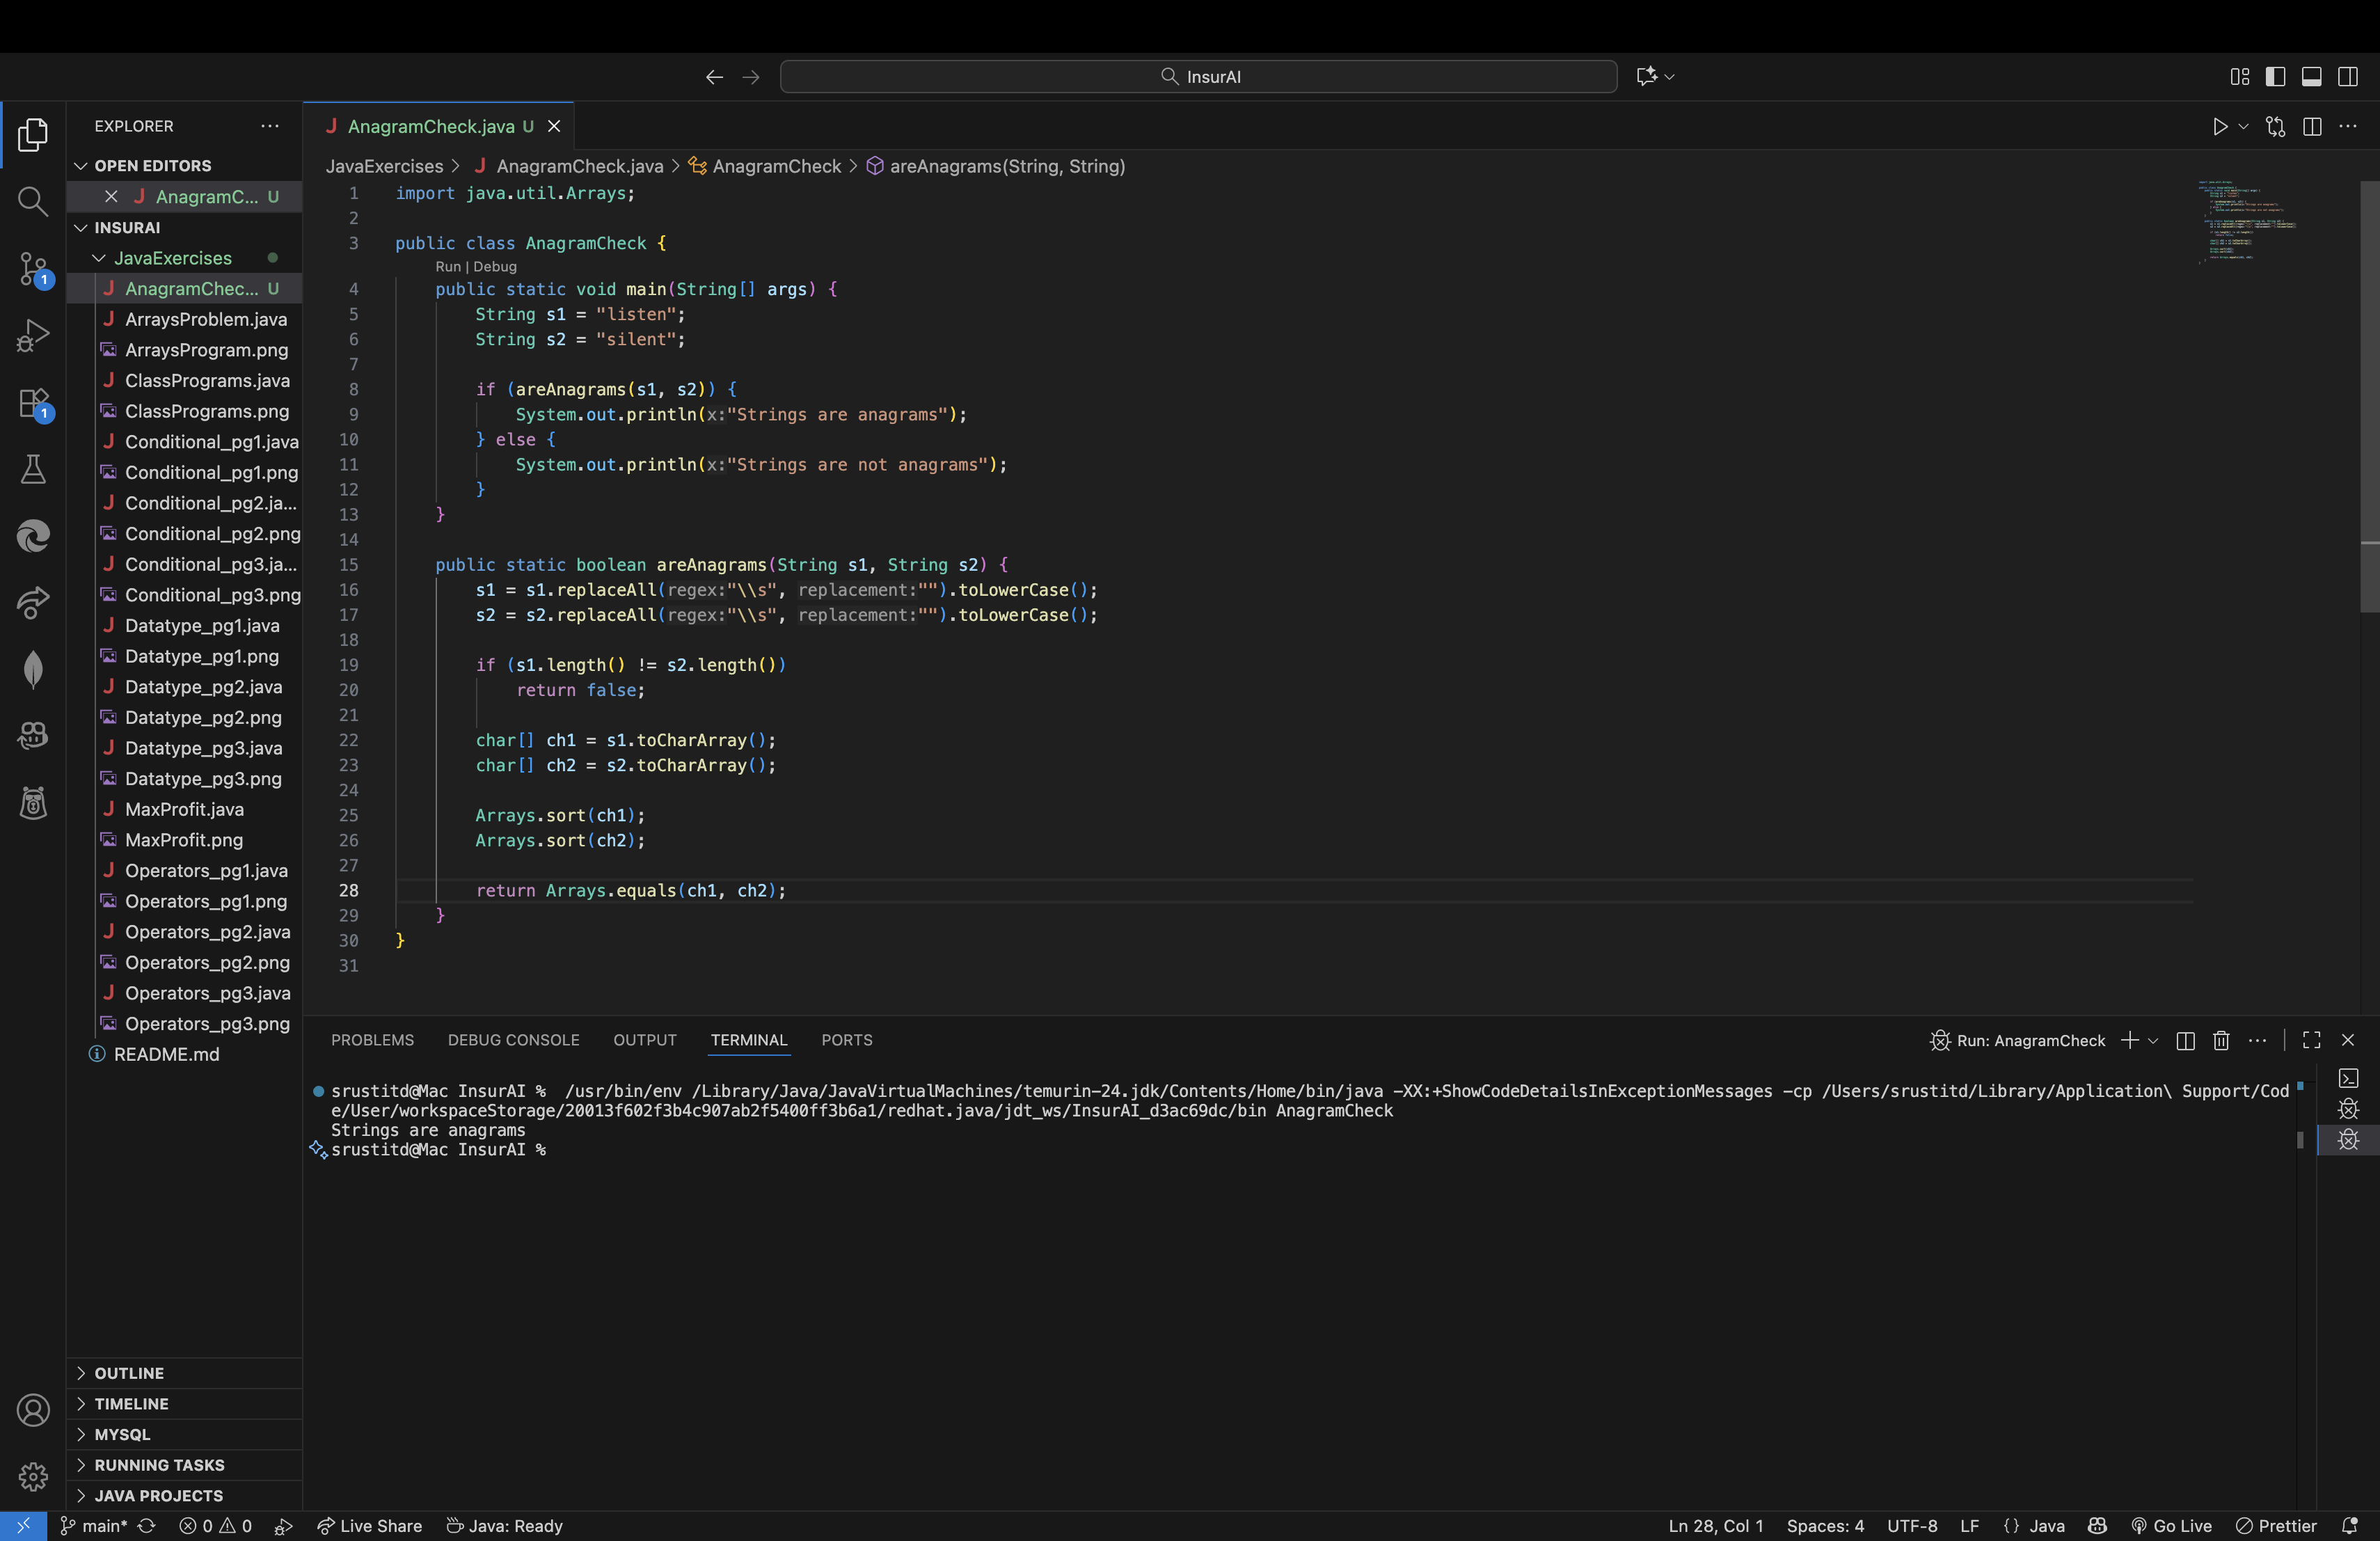 InsurAI
EXPLORER
OPEN EDITORS
AnagramC... U
INSURAI
JavaExercises
AnagramChec... U
ArraysProblem.java
ArraysProgram.png
ClassPrograms.java
ClassPrograms.png
Conditional_pg1.java
Conditional_pg1.png
Conditional_pg2.ja...
Conditional_pg2.png
Conditional_pg3.ja...
Conditional_pg3.png
Datatype_pg1.java
Datatype_pg1.png
Datatype_pg2.java
Datatype_pg2.png
Datatype_pg3.java
Datatype_pg3.png
MaxProfit.java
MaxProfit.png
Operators_pg1.java
Operators_pg1.png
Operators_pg2.java
Operators_pg2.png
Operators_pg3.java
Operators_pg3.png
README.md
OUTLINE
TIMELINE
MYSQL
RUNNING TASKS
JAVA PROJECTS
1
1
AnagramCheck.java U
JavaExercises > AnagramCheck.java > AnagramCheck > areAnagrams(String, String)
1 import java.util.Arrays;
2
3 public class AnagramCheck {
Run | Debug
4 public static void main(String[] args) {
5 String s1 = "listen";
6 String s2 = "silent";
7
8 if (areAnagrams(s1, s2)) {
9 System.out.println(x:"Strings are anagrams");
10 } else {
11 System.out.println(x:"Strings are not anagrams");
12 }
13 }
14
15 public static boolean areAnagrams(String s1, String s2) {
16 s1 = s1.replaceAll(regex:"\\s", replacement:"").toLowerCase();
17 s2 = s2.replaceAll(regex:"\\s", replacement:"").toLowerCase();
18
19 if (s1.length() != s2.length())
20 return false;
21
22 char[] ch1 = s1.toCharArray();
23 char[] ch2 = s2.toCharArray();
24
25 Arrays.sort(ch1);
26 Arrays.sort(ch2);
27
28 return Arrays.equals(ch1, ch2);
29 }
30 }
31
PROBLEMS DEBUG CONSOLE OUTPUT TERMINAL PORTS
Run: AnagramCheck
srustitd@Mac InsurAI % /usr/bin/env /Library/Java/JavaVirtualMachines/temurin-24.jdk/Contents/Home/bin/java -XX:+ShowCodeDetailsInExceptionMessages -cp /Users/srustitd/Library/Application\ Support/Cod
e/User/workspaceStorage/20013f602f3b4c907ab2f5400ff3b6a1/redhat.java/jdt_ws/InsurAI_d3ac69dc/bin AnagramCheck
Strings are anagrams
srustitd@Mac InsurAI %
main* 0 0 Live Share Java: Ready
Ln 28, Col 1 Spaces: 4 UTF-8 LF {} Java Go Live Prettier